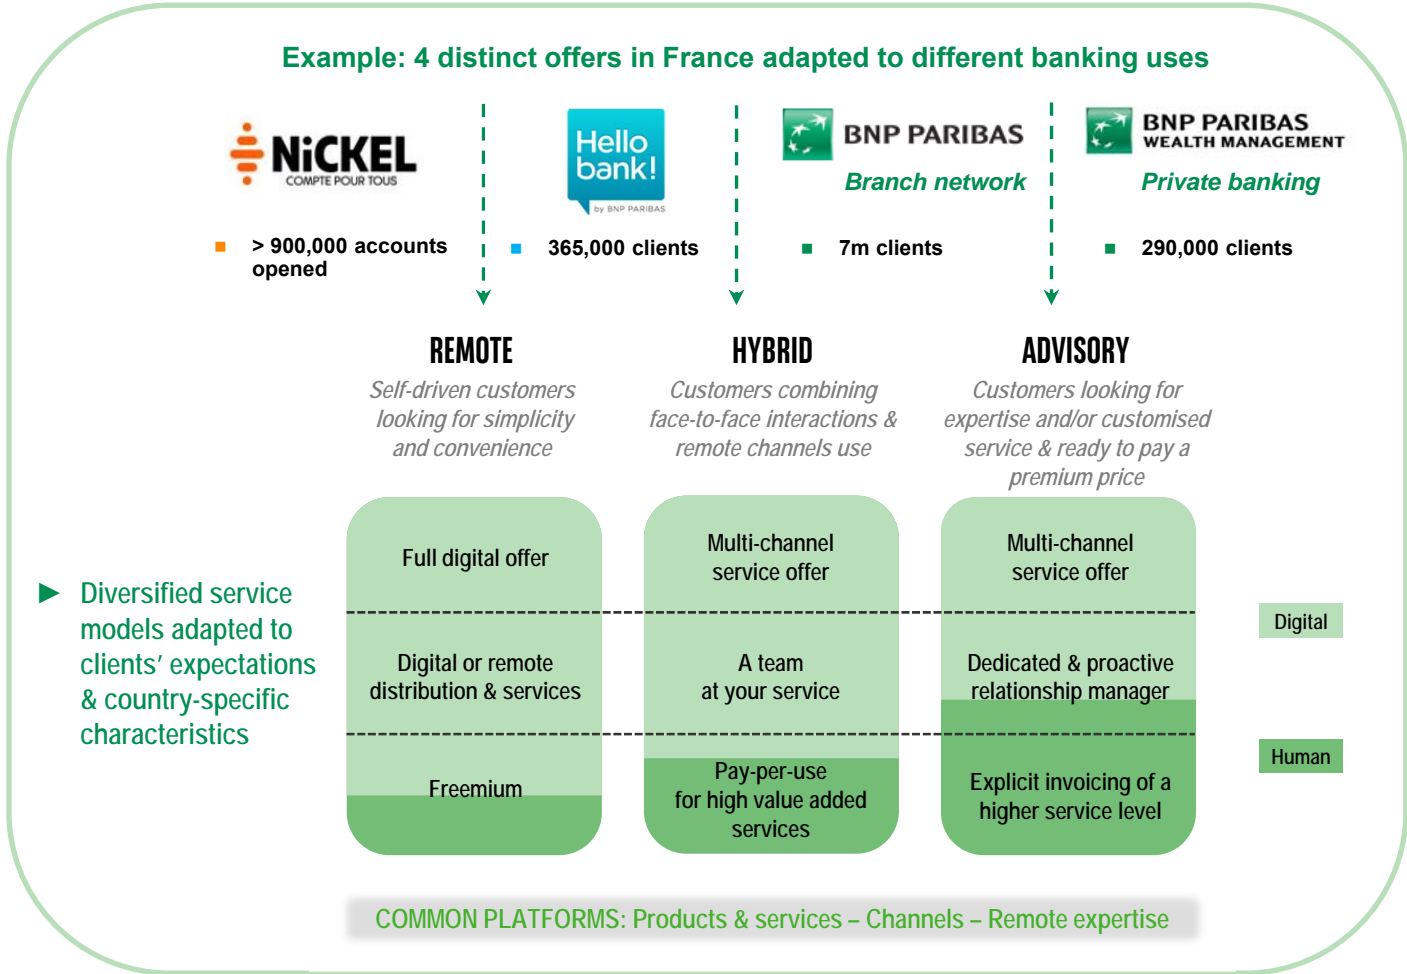 Example: 4 distinct offers in France adapted to different banking uses
NiCKEL
COMPTE POUR TOUS
Hello
bank!
by BNP PARIBAS
BNP PARIBAS
Branch network
BNP PARIBAS
WEALTH MANAGEMENT
Private banking
> 900,000 accounts
opened
365,000 clients
7m clients
290,000 clients
REMOTE
Self-driven customers
looking for simplicity
and convenience
HYBRID
Customers combining
face-to-face interactions &
remote channels use
ADVISORY
Customers looking for
expertise and/or customised
service & ready to pay a
premium price
► Diversified service
models adapted to
clients' expectations
& country-specific
characteristics
Full digital offer
Multi-channel
service offer
Multi-channel
service offer
Digital or remote
distribution & services
A team
at your service
Dedicated & proactive
relationship manager
Freemium
Pay-per-use
for high value added
services
Explicit invoicing of a
higher service level
Digital
Human
COMMON PLATFORMS: Products & services – Channels – Remote expertise